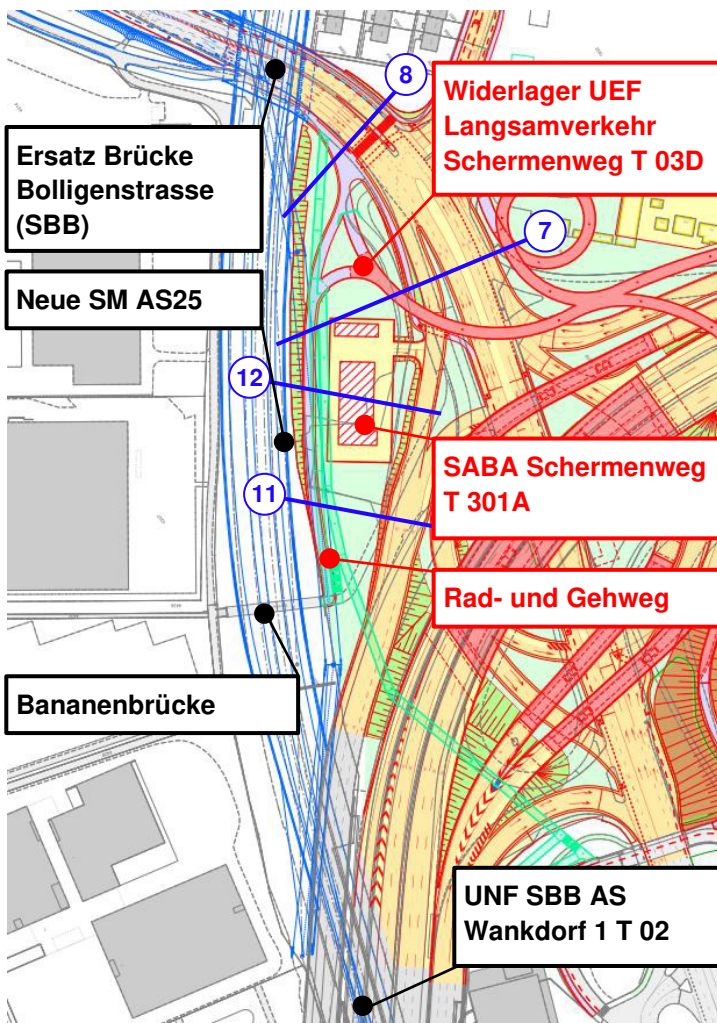 8
Widerlager UEF
Langsamverkehr
Schermenweg T 03D
Ersatz Brücke
Bolligenstrasse
(SBB)
7
Neue SM AS25
12
SABA Schermenweg
T 301A
11
Rad- und Gehweg
Bananenbrücke
UNF SBB AS
Wankdorf 1 T 02